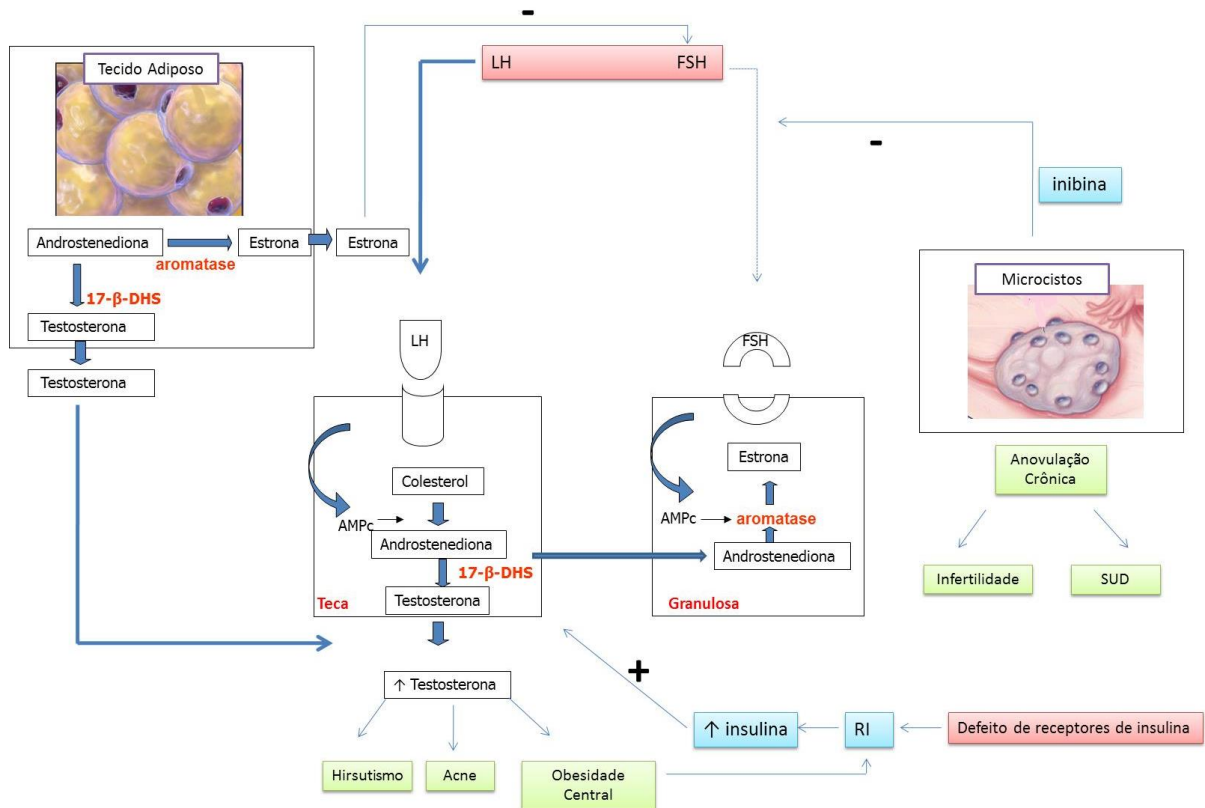 -
Tecido Adiposo
LH FSH
-
inibina
Androstenediona
aromatase
Estrona
Estrona
17-β-DHS
Testosterona
Testosterona
Microcistos
LH
FSH
Colesterol
AMPc
Androstenediona
17-β-DHS
Teca
Testosterona
Estrona
AMPc
aromatase
Androstenediona
Granulosa
Anovulação
Crônica
Infertilidade
SUD
+
↑ Testosterona
↑ insulina
RI
Defeito de receptores de insulina
Hirsutismo
Acne
Obesidade
Central